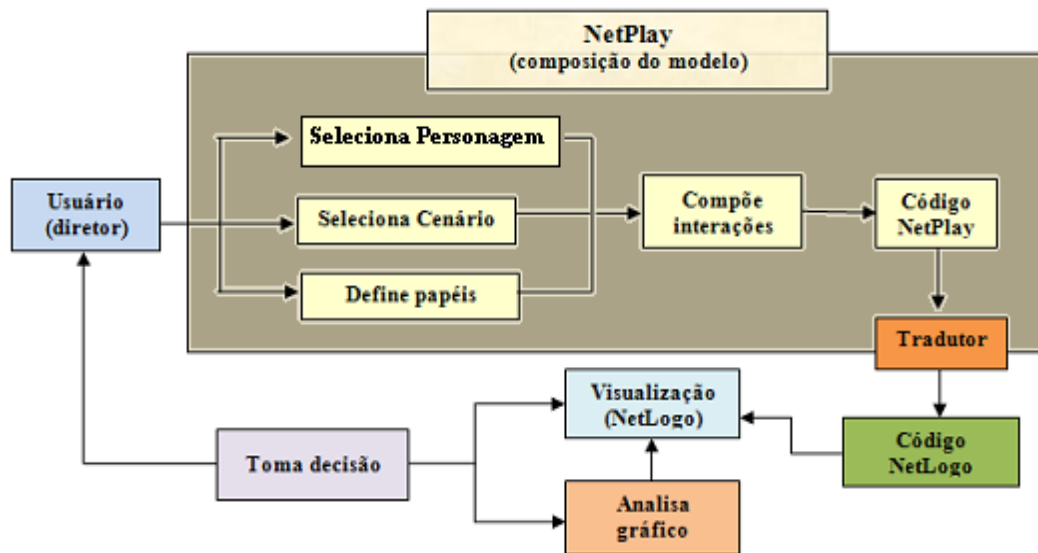 NetPlay
(composição do modelo)
Seleciona Personagem
Usuário
(diretor)
Seleciona Cenário
Compõe
interações
Código
NetPlay
Define papéis
Tradutor
Visualização
(NetLogo)
Toma decisão
Código
NetLogo
Analisa
gráfico